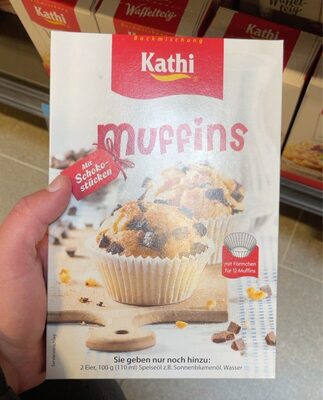 Waffelteig
Backmischung
Kathi
Kathi
Muffins
Mit
Schoko-
stücken
mit Förmchen
für 12 Muffins
Sie geben nur noch hinzu:
2 Eier, 100 g (110 ml) Speiseöl z.B. Sonnenblumenöl, Wasser